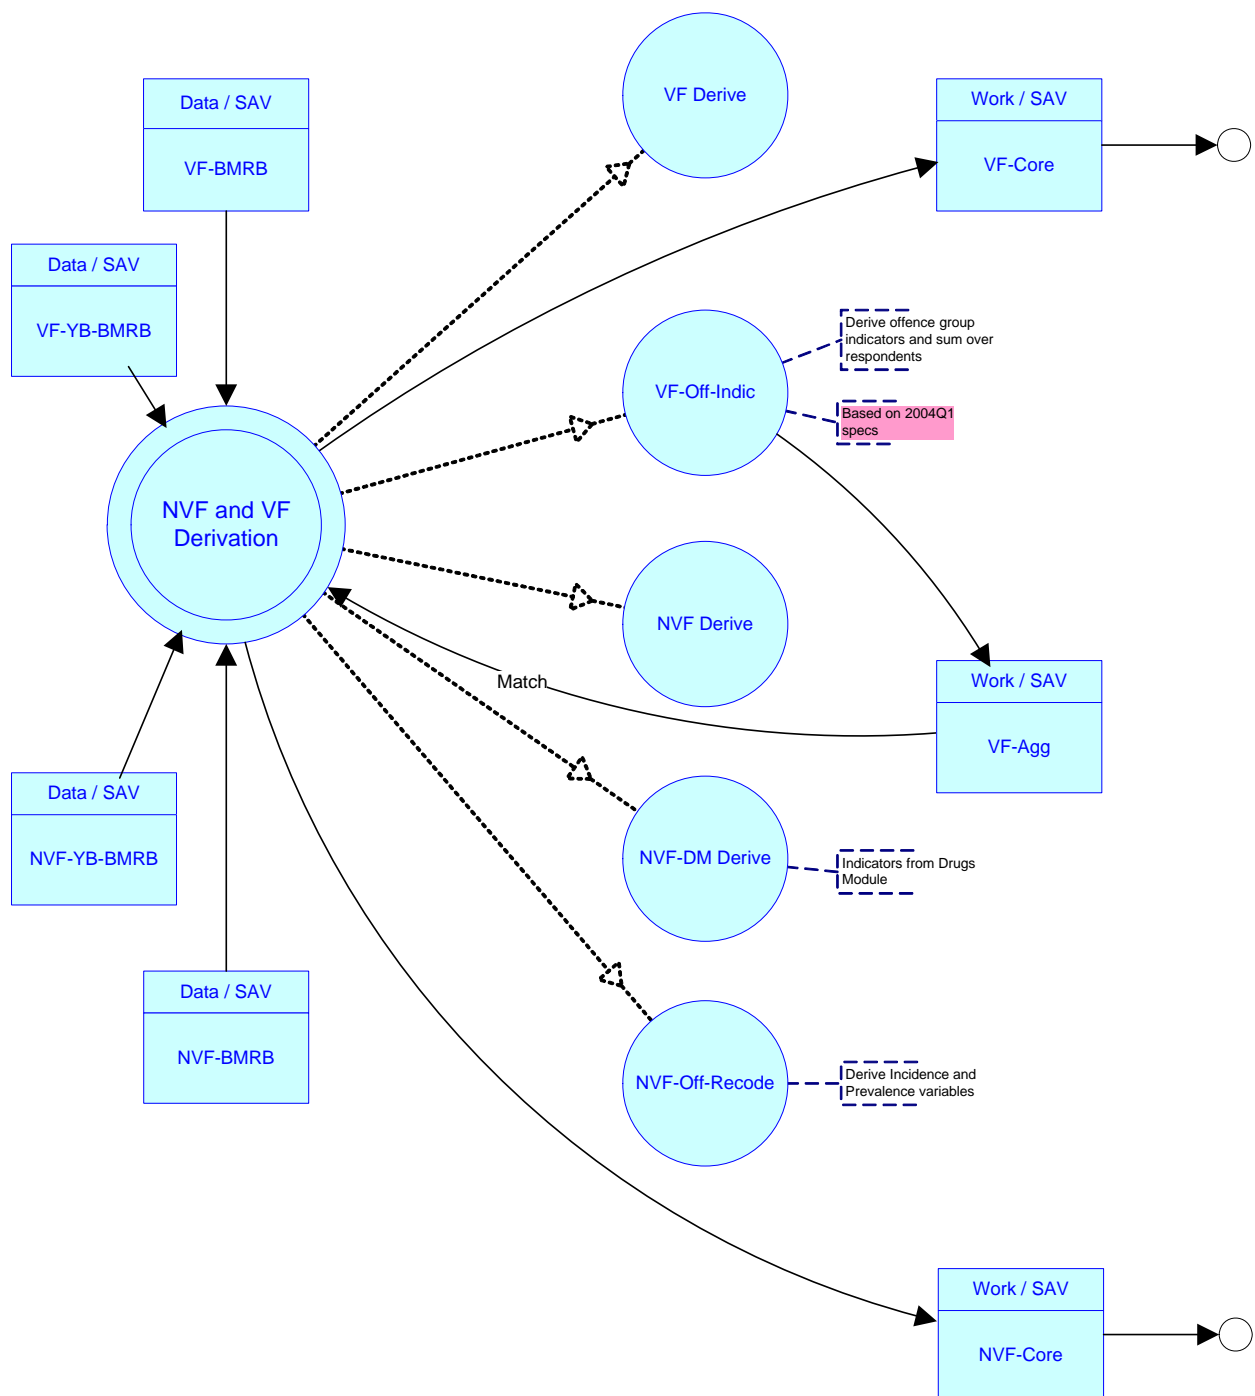 VF Derive
Data / SAV
VF-BMRB
Work / SAV
VF-Core
Data / SAV
VF-YB-BMRB
VF-Off-Indic
Derive offence group
indicators and sum over
respondents
Based on 2004Q1
specs
NVF and VF
Derivation
NVF Derive
Match
Work / SAV
VF-Agg
Data / SAV
NVF-YB-BMRB
NVF-DM Derive
Indicators from Drugs
Module
Data / SAV
NVF-BMRB
NVF-Off-Recode
Derive Incidence and
Prevalence variables
Work / SAV
NVF-Core